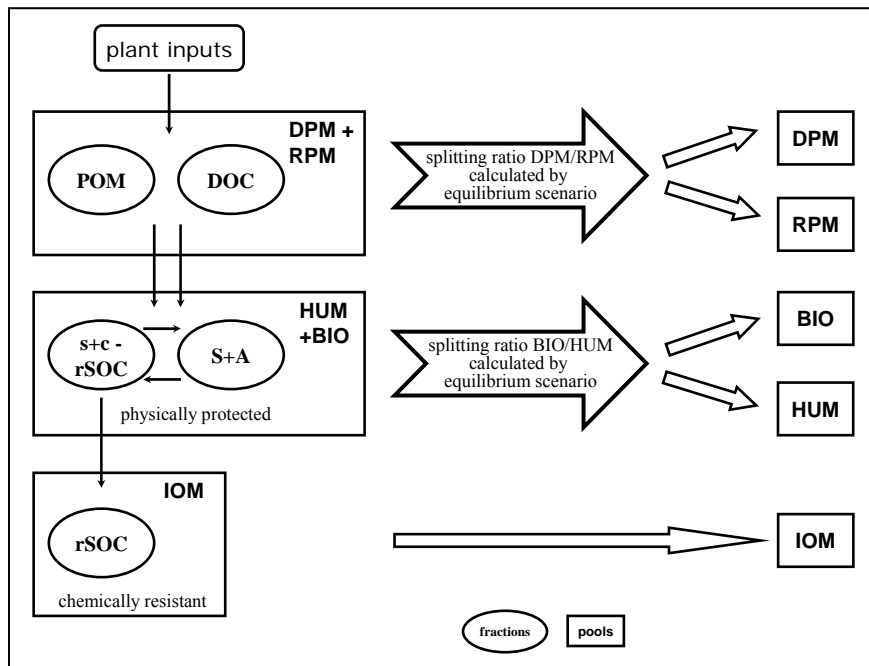 plant inputs
DPM +
RPM
POM
DOC
splitting ratio DPM/RPM
calculated by
equilibrium scenario
DPM
RPM
HUM
+BIO
s+c -
rSOC
S+A
physically protected
splitting ratio BIO/HUM
calculated by
equilibrium scenario
BIO
HUM
IOM
rSOC
chemically resistant
IOM
fractions
pools